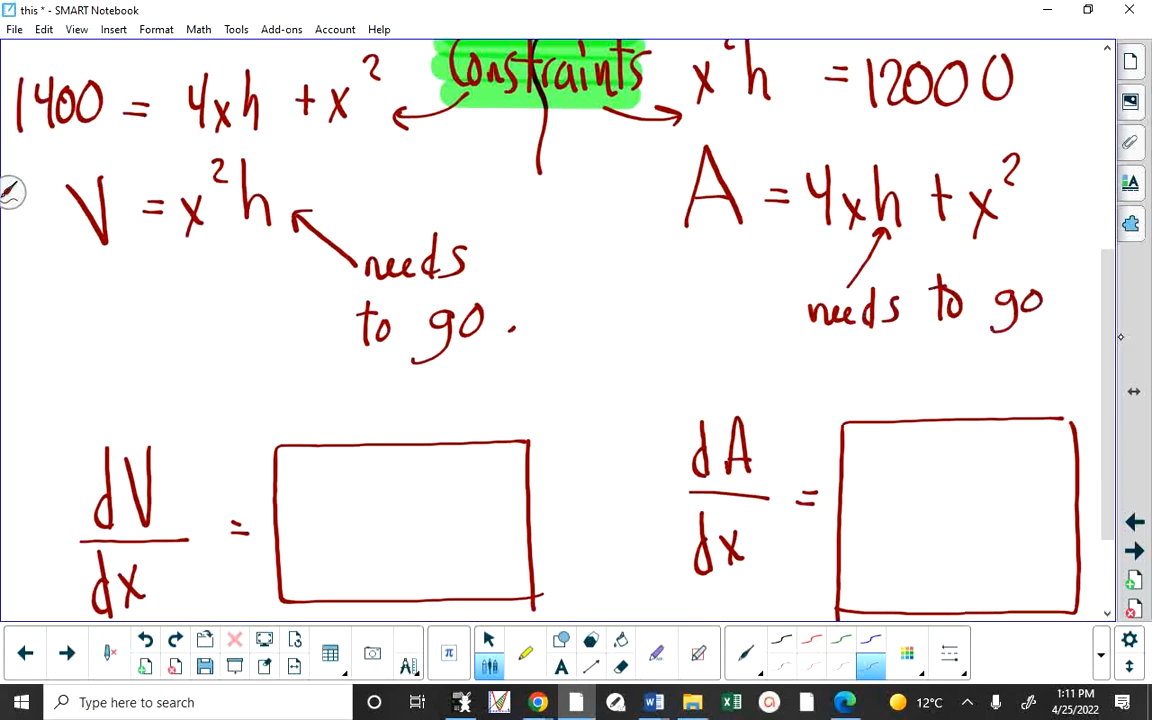 this * - SMART Notebook
File Edit View Insert Format Math Tools Add-ons Account Help
1400 = 4xh + x²
Constraints
x²h = 12000
V = x²h
A = 4xh + x²
needs
to go.
needs to go
dV
dx
=
dA
dx
=
π
A
Type here to search
12°C
1:11 PM
4/25/2022